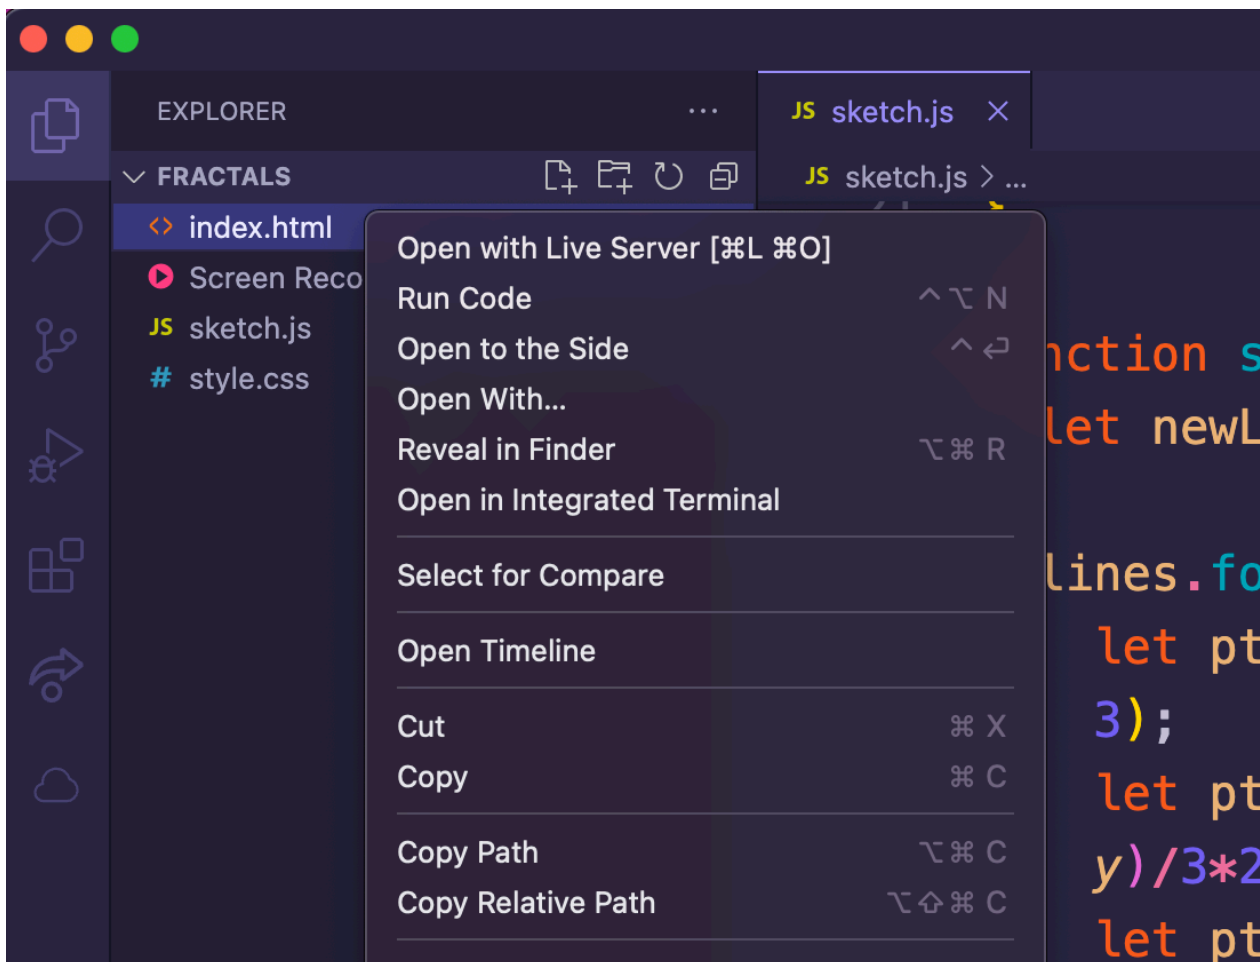 EXPLORER
JS sketch.js
FRACTALS
JS sketch.js > ...
index.html
Screen Reco
JS sketch.js
# style.css
Open with Live Server [⌘L ⌘O]
Run Code ⌃⌥ N
Open to the Side ⌃⏎
Open With...
Reveal in Finder ⌥⌘ R
Open in Integrated Terminal
Select for Compare
Open Timeline
Cut ⌘ X
Copy ⌘ C
Copy Path ⌥⌘ C
Copy Relative Path ⌥⇧⌘ C
nction s
let newL
lines.fo
let pt
3);
let pt
y)/3*2
let pt